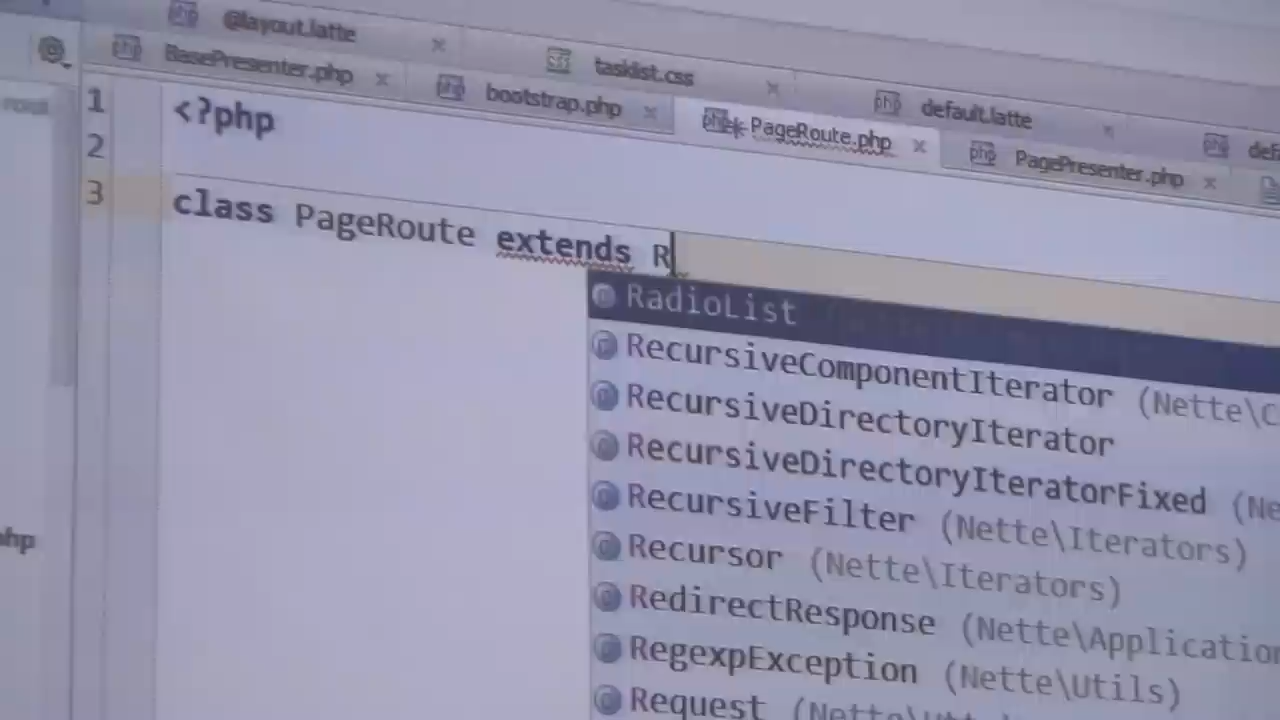 @layout.latte
tasklist.css
default.latte
BasePresenter.php
bootstrap.php
PageRoute.php
PagePresenter.php
1 <?php
2
3 class PageRoute extends R
RadioList
RecursiveComponentIterator (Nette\C
RecursiveDirectoryIterator
RecursiveDirectoryIteratorFixed (Ne
RecursiveFilter (Nette\Iterators)
Recursor (Nette\Iterators)
RedirectResponse (Nette\Application
RegexpException (Nette\Utils)
Request
php